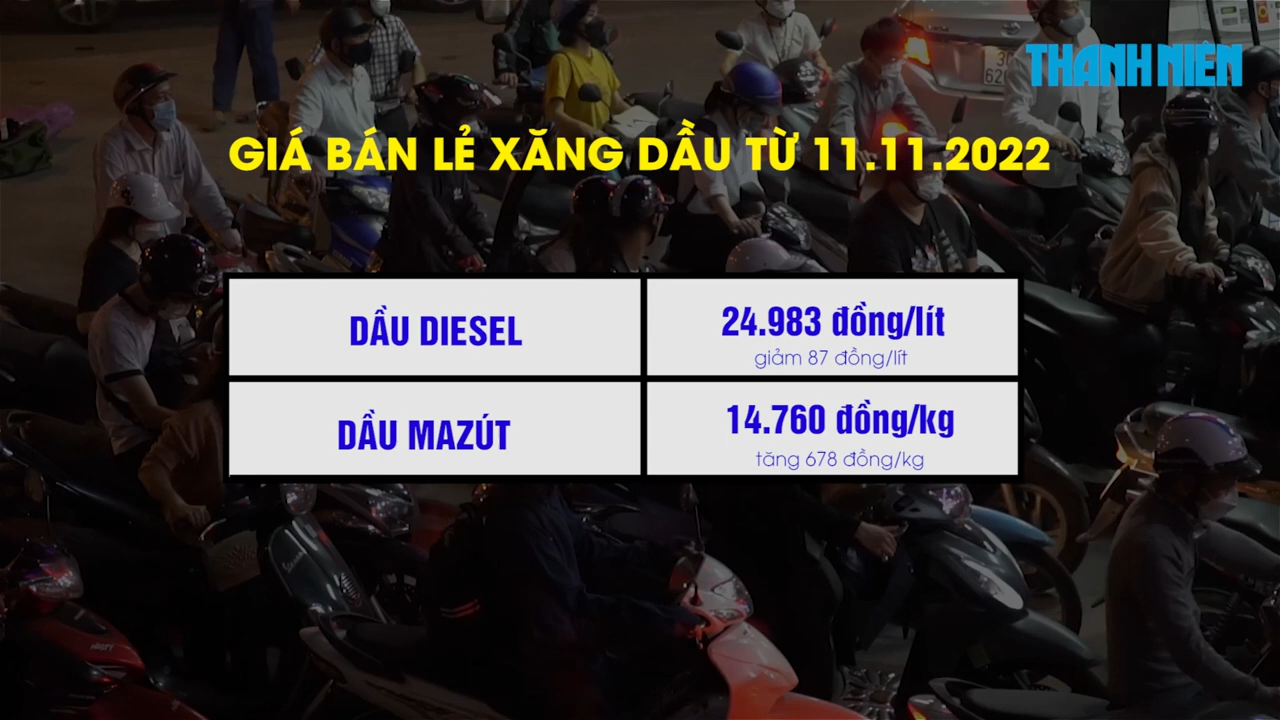 THANH NIÊN
GIÁ BÁN LẺ XĂNG DẦU TỪ 11.11.2022
DẦU DIESEL
24.983 đồng/lít
giảm 87 đồng/lít
DẦU MAZÚT
14.760 đồng/kg
tăng 678 đồng/kg